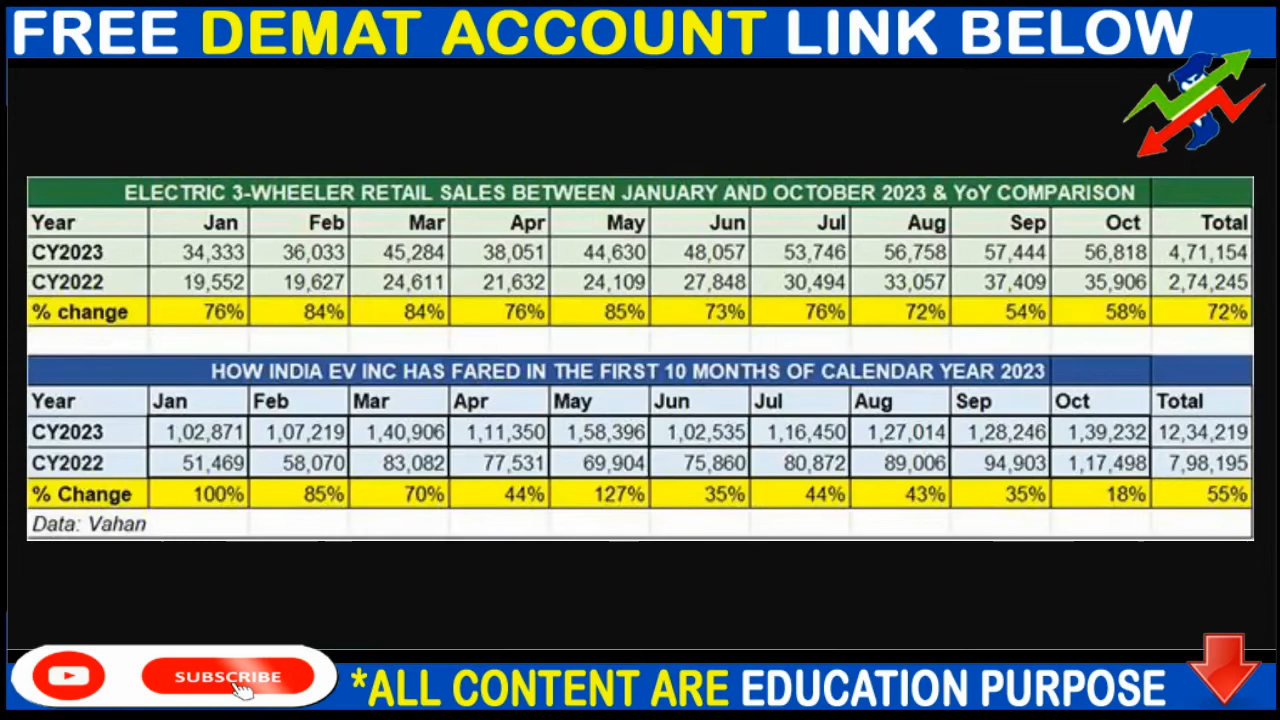 FREE DEMAT ACCOUNT LINK BELOW
ELECTRIC 3-WHEELER RETAIL SALES BETWEEN JANUARY AND OCTOBER 2023 & YoY COMPARISON
Year Jan Feb Mar Apr May Jun Jul Aug Sep Oct Total
CY2023 34,333 36,033 45,284 38,051 44,630 48,057 53,746 56,758 57,444 56,818 4,71,154
CY2022 19,552 19,627 24,611 21,632 24,109 27,848 30,494 33,057 37,409 35,906 2,74,245
% change 76% 84% 84% 76% 85% 73% 76% 72% 54% 58% 72%
HOW INDIA EV INC HAS FARED IN THE FIRST 10 MONTHS OF CALENDAR YEAR 2023
Year Jan Feb Mar Apr May Jun Jul Aug Sep Oct Total
CY2023 1,02,871 1,07,219 1,40,906 1,11,350 1,58,396 1,02,535 1,16,450 1,27,014 1,28,246 1,39,232 12,34,219
CY2022 51,469 58,070 83,082 77,531 69,904 75,860 80,872 89,006 94,903 1,17,498 7,98,195
% Change 100% 85% 70% 44% 127% 35% 44% 43% 35% 18% 55%
Data: Vahan
SUBSCRIBE
*ALL CONTENT ARE EDUCATION PURPOSE